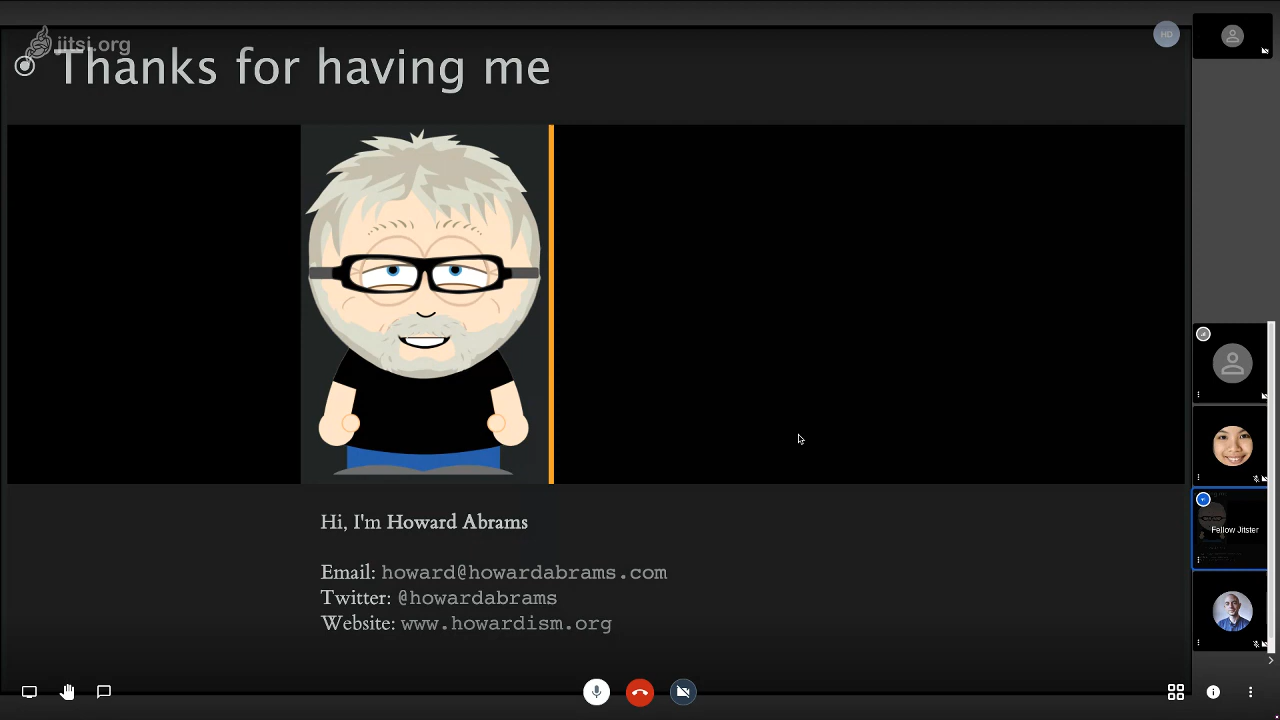 jitsi.org
HD
Thanks for having me
Hi, I'm Howard Abrams
Email: howard@howardabrams.com
Twitter: @howardabrams
Website: www.howardism.org
Fellow Jitster